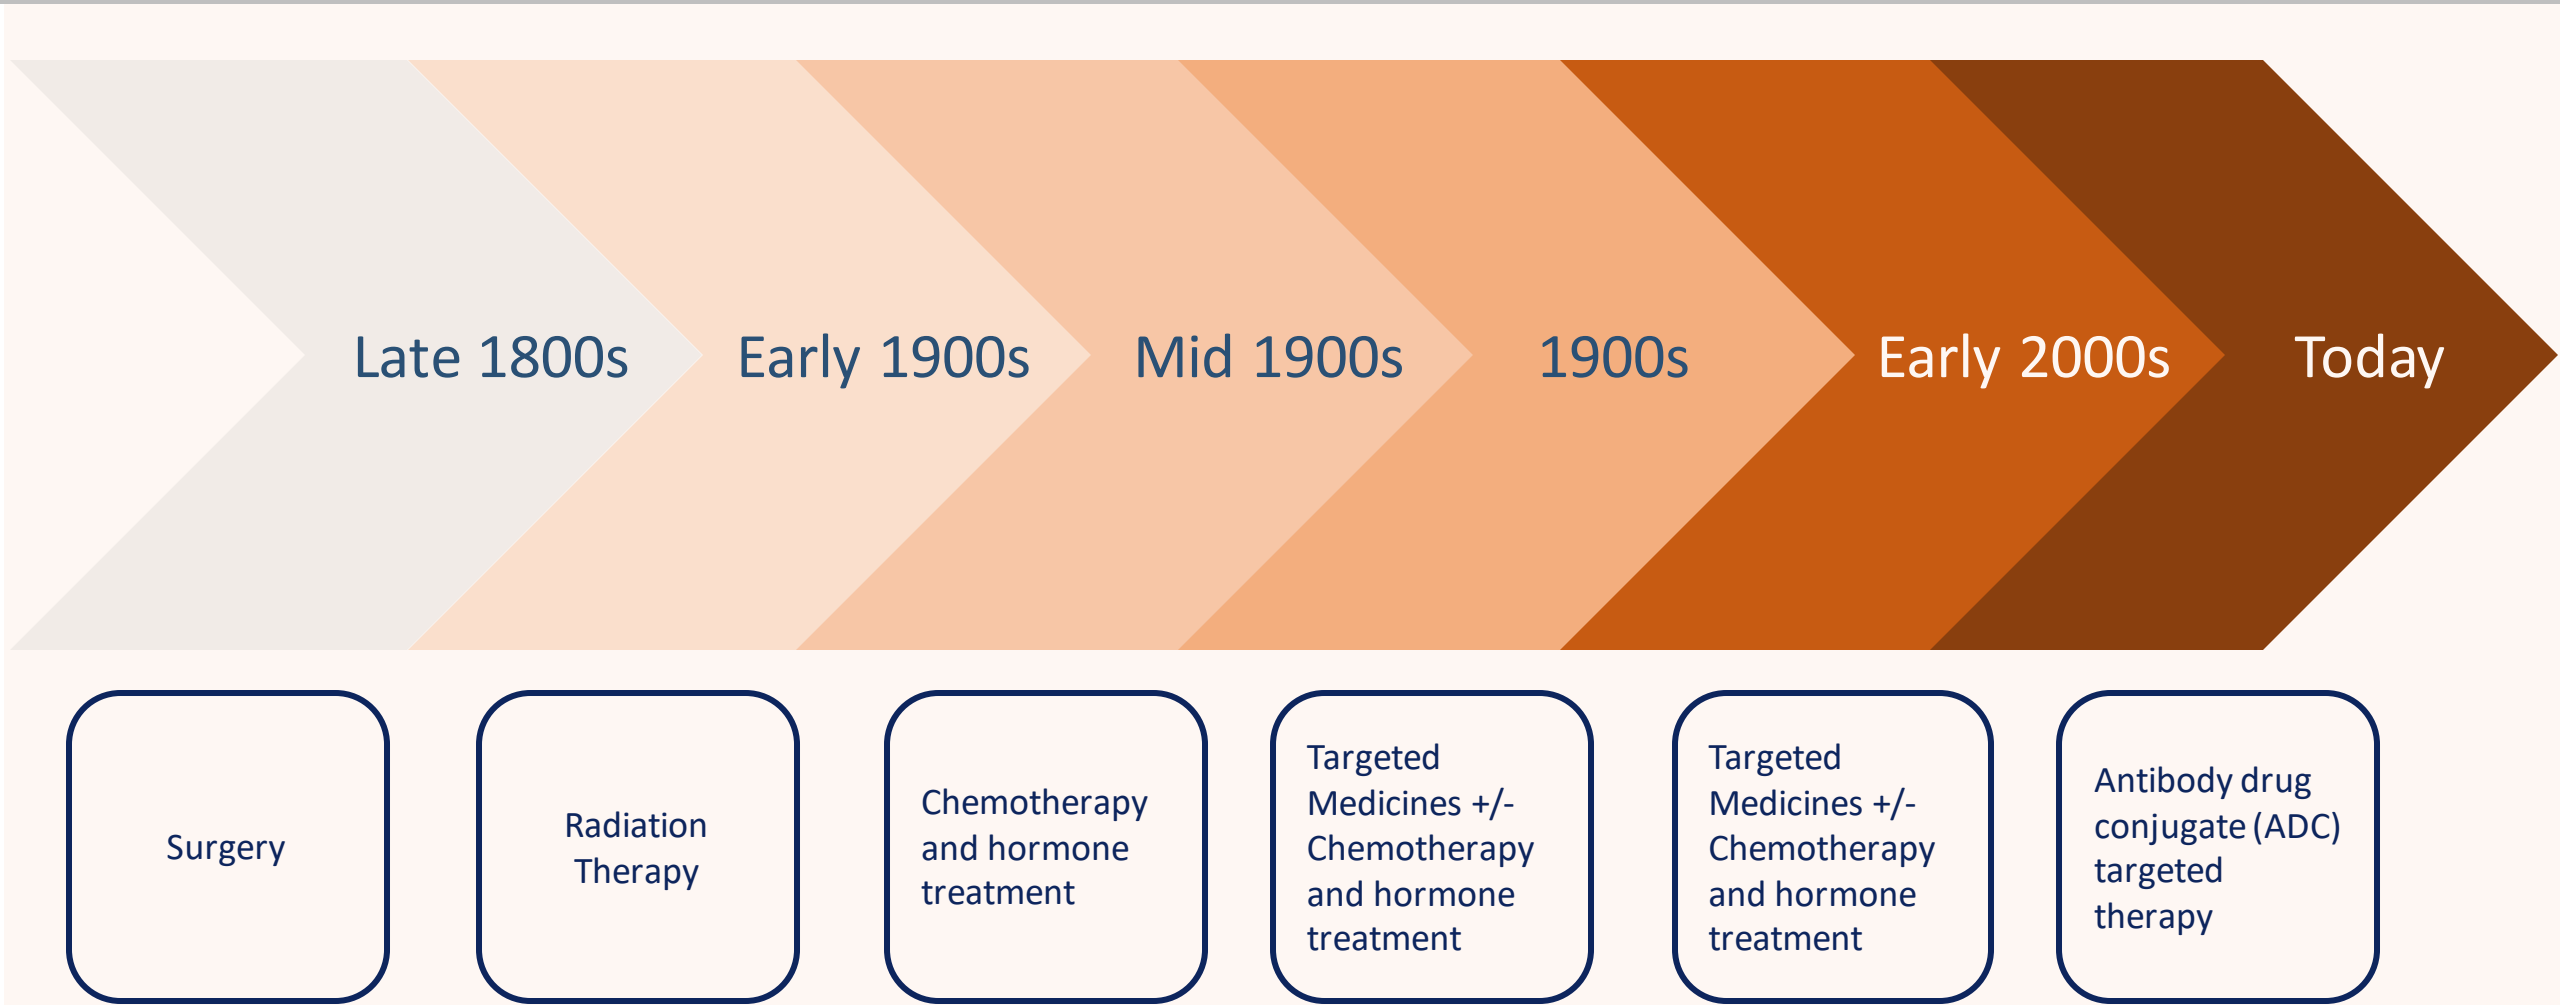 Late 1800s
Early 1900s
Mid 1900s
1900s
Early 2000s
Today
Surgery
Radiation
Therapy
Chemotherapy
and hormone
treatment
Targeted
Medicines +/-
Chemotherapy
and hormone
treatment
Targeted
Medicines +/-
Chemotherapy
and hormone
treatment
Antibody drug
conjugate (ADC)
targeted
therapy